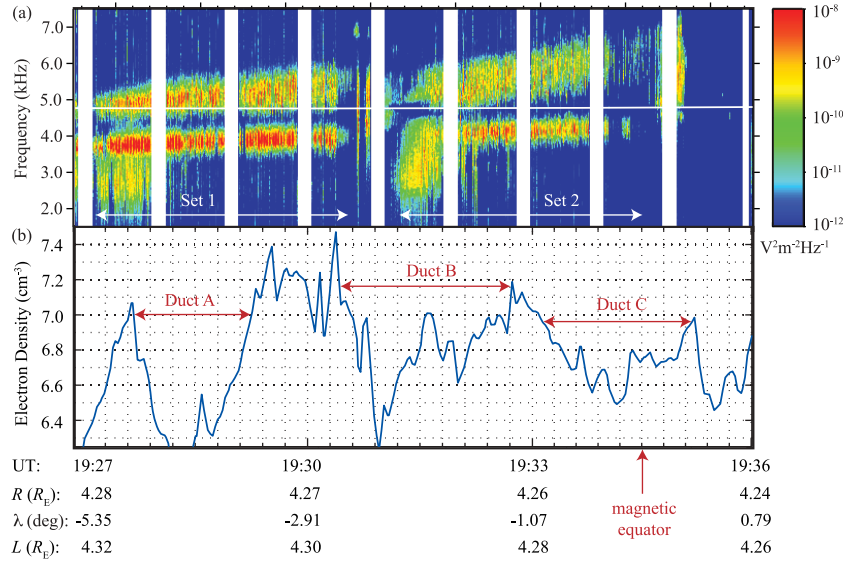 (a)
Frequency (kHz)
7.0
6.0
5.0
4.0
3.0
2.0
Set 1
Set 2
10-8
10-9
10-10
10-11
10-12
V2m-2Hz-1
(b)
Electron Density (cm-3)
7.4
7.2
7.0
6.8
6.6
6.4
Duct A
Duct B
Duct C
UT: 19:27 19:30 19:33 19:36
R (RE): 4.28 4.27 4.26 4.24
λ (deg): -5.35 -2.91 -1.07 0.79
L (RE): 4.32 4.30 4.28 4.26
magnetic
equator